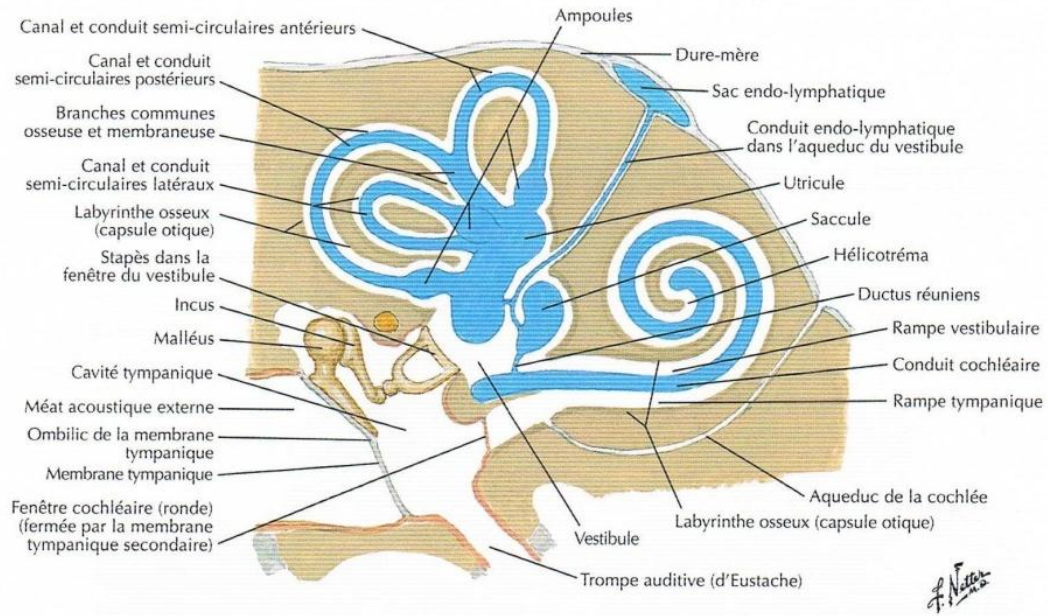 Canal et conduit semi-circulaires antérieurs
Canal et conduit
semi-circulaires postérieurs
Branches communes
osseuse et membraneuse
Canal et conduit
semi-circulaires latéraux
Labyrinthe osseux
(capsule otique)
Stapès dans la
fenêtre du vestibule
Incus
Malléus
Cavité tympanique
Méat acoustique externe
Ombilic de la membrane
tympanique
Membrane tympanique
Fenêtre cochléaire (ronde)
(fermée par la membrane
tympanique secondaire)
Ampoules
Dure-mère
Sac endo-lymphatique
Conduit endo-lymphatique
dans l'aqueduc du vestibule
Utricule
Saccule
Hélicotréma
Ductus réuniens
Rampe vestibulaire
Conduit cochléaire
Rampe tympanique
Aqueduc de la cochlée
Labyrinthe osseux (capsule otique)
Vestibule
Trompe auditive (d'Eustache)
F. Netter
M.D.